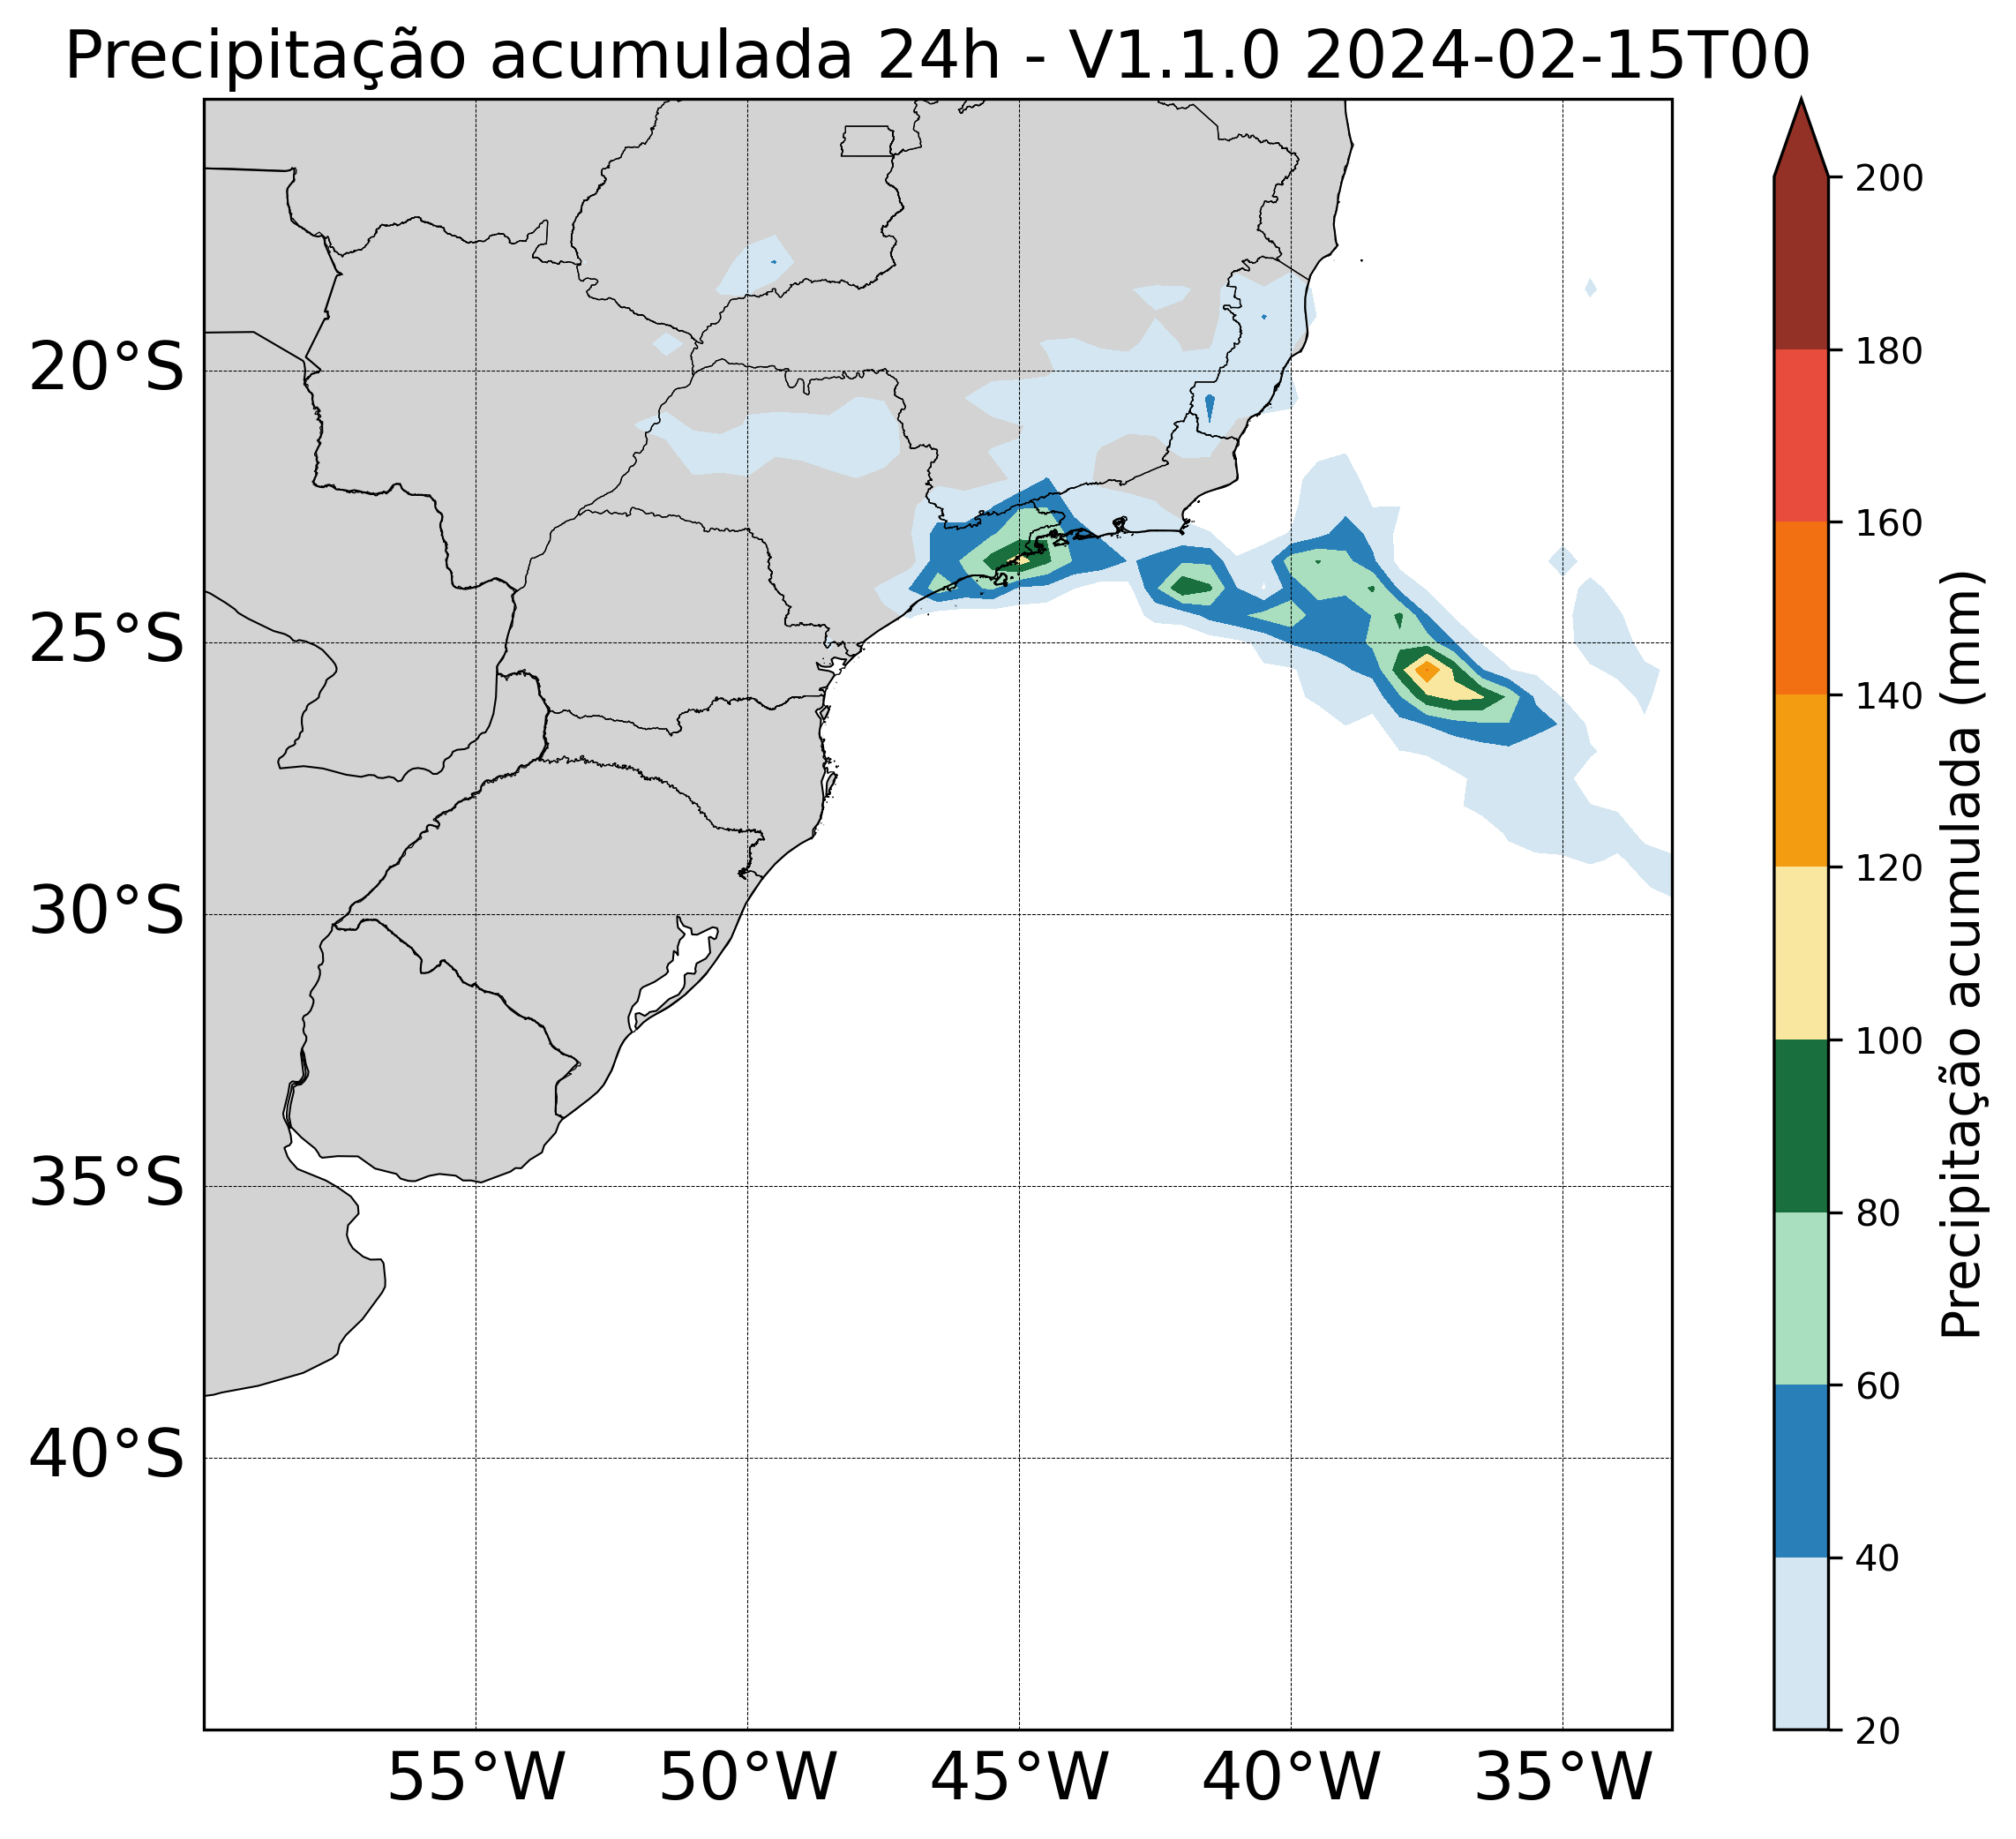 Precipitação acumulada 24h - V1.1.0 2024-02-15T00
20°S
25°S
30°S
35°S
40°S
55°W
50°W
45°W
40°W
35°W
200
180
160
140
120
100
80
60
40
20
Precipitação acumulada (mm)